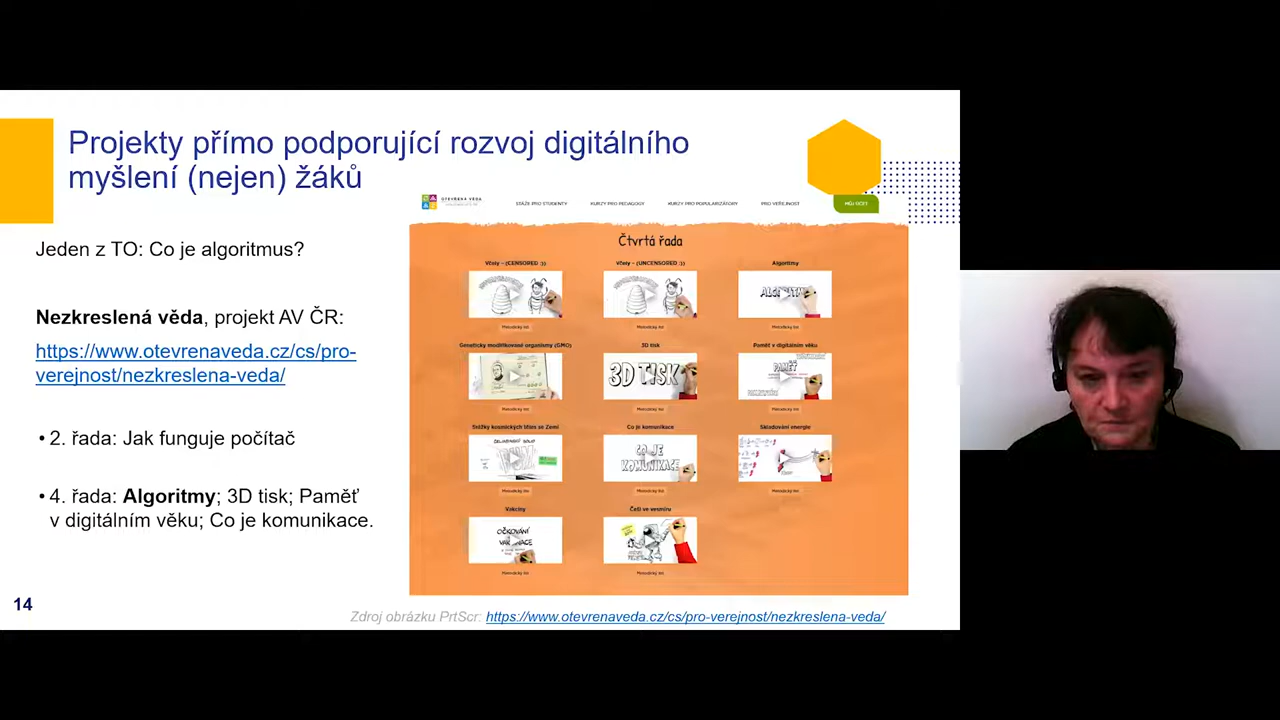 Projekty přímo podporující rozvoj digitálního
myšlení (nejen) žáků
Jeden z TO: Co je algoritmus?
Nezkreslená věda, projekt AV ČR:
https://www.otevrenaveda.cz/cs/pro-
verejnost/nezkreslena-veda/
• 2. řada: Jak funguje počítač
• 4. řada: Algoritmy; 3D tisk; Paměť
v digitálním věku; Co je komunikace.
14
OTEVŘENÁ VĚDA
STÁŽE PRO STUDENTY KURZY PRO PEDAGOGY KURZY PRO POPULARIZÁTORY PRO VEŘEJNOST MŮJ ÚČET
Čtvrtá řada
Včely – (CENSORED :)) Včely – (UNCENSORED :)) Algoritmy
Metodický list Metodický list Metodický list
Geneticky modifikované organismy (GMO) 3D tisk Paměť v digitálním věku
3D TISK PAMĚŤ
Metodický list Metodický list Metodický list
Srážky kosmických těles se Zemí Co je komunikace Skladování energie
CO JE
KOMUNIKACE
Metodický list Metodický list Metodický list
Vakcíny Češi ve vesmíru
OČKOVÁNÍ
Metodický list Metodický list
Zdroj obrázku PrtScr: https://www.otevrenaveda.cz/cs/pro-verejnost/nezkreslena-veda/